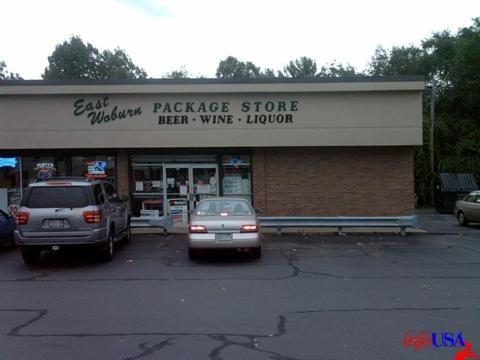 East
Woburn
PACKAGE STORE
BEER · WINE · LIQUOR
infoUSA